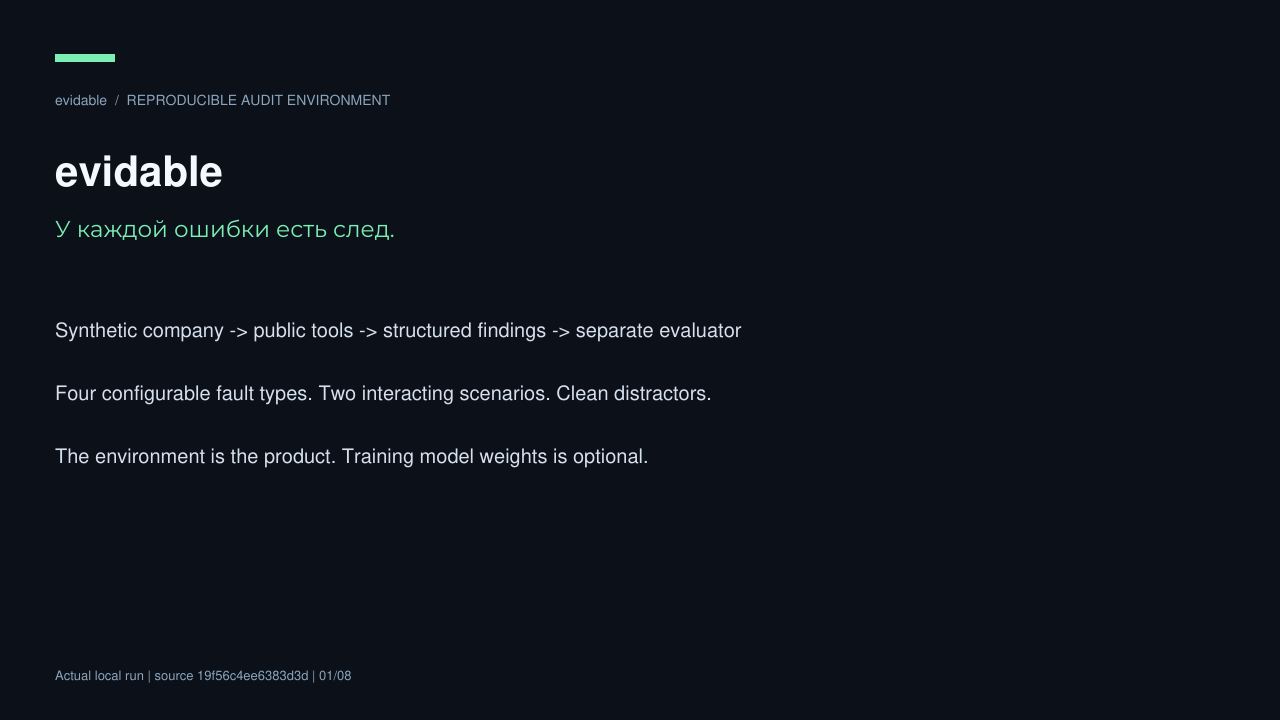 evidable / REPRODUCIBLE AUDIT ENVIRONMENT
evidable
У каждой ошибки есть след.
Synthetic company -> public tools -> structured findings -> separate evaluator
Four configurable fault types. Two interacting scenarios. Clean distractors.
The environment is the product. Training model weights is optional.
Actual local run | source 19f56c4ee6383d3d | 01/08